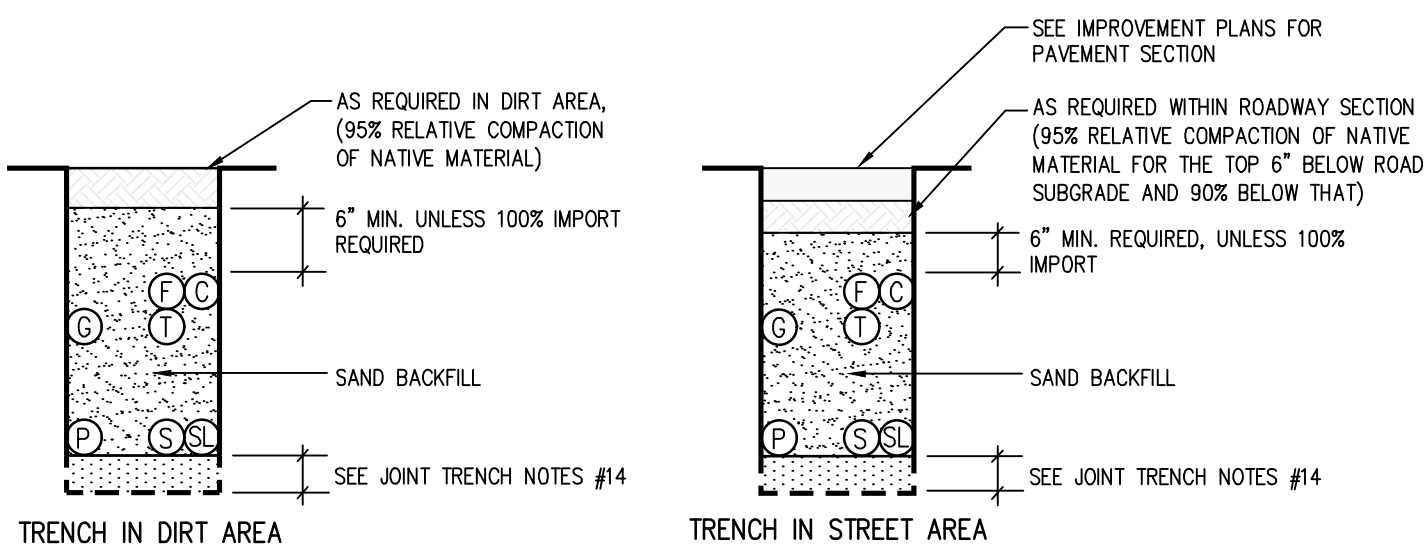 AS REQUIRED IN DIRT AREA,
(95% RELATIVE COMPACTION
OF NATIVE MATERIAL)
6" MIN. UNLESS 100% IMPORT
REQUIRED
F C
G T
SAND BACKFILL
P S SL
SEE JOINT TRENCH NOTES #14
TRENCH IN DIRT AREA
SEE IMPROVEMENT PLANS FOR
PAVEMENT SECTION
AS REQUIRED WITHIN ROADWAY SECTION
(95% RELATIVE COMPACTION OF NATIVE
MATERIAL FOR THE TOP 6" BELOW ROAD
SUBGRADE AND 90% BELOW THAT)
6" MIN. REQUIRED, UNLESS 100%
IMPORT
F C
G T
SAND BACKFILL
P S SL
SEE JOINT TRENCH NOTES #14
TRENCH IN STREET AREA